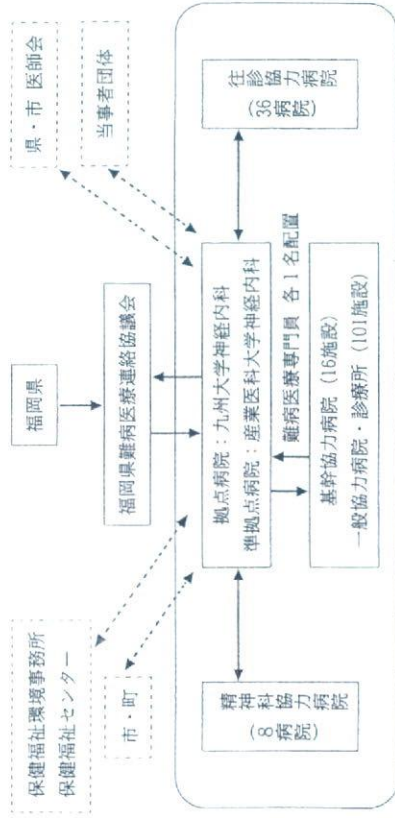 福岡県
福岡県難病医療連絡協議会
県・市 医師会
当事者団体
保健福祉環境事務所
保健福祉センター
市・町
拠点病院:九州大学神経内科
準拠点病院:産業医科大学神経内科
難病医療専門員 各1名配置
精神科協力病院
(8病院)
往診協力病院
(36病院)
基幹協力病院(16施設)
一般協力病院・診療所(101施設)